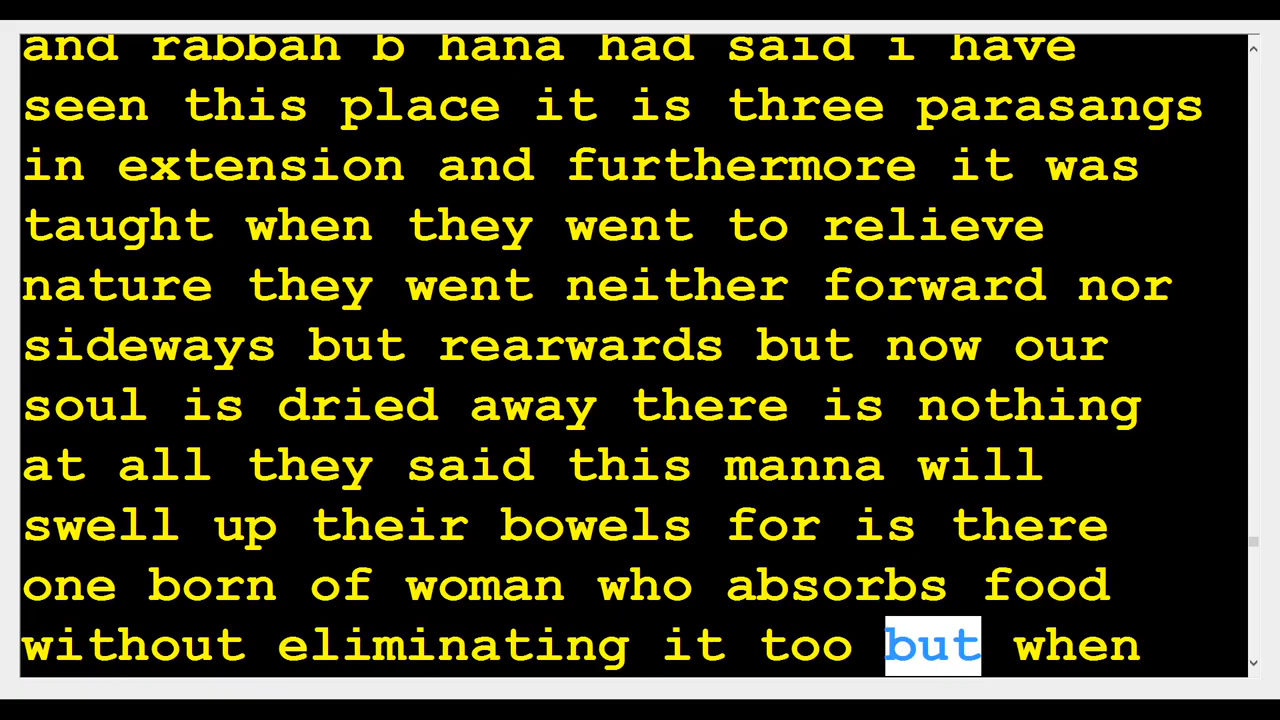 and rabbah b hana had said i have
seen this place it is three parasangs
in extension and furthermore it was
taught when they went to relieve
nature they went neither forward nor
sideways but rearwards but now our
soul is dried away there is nothing
at all they said this manna will
swell up their bowels for is there
one born of woman who absorbs food
without eliminating it too but when